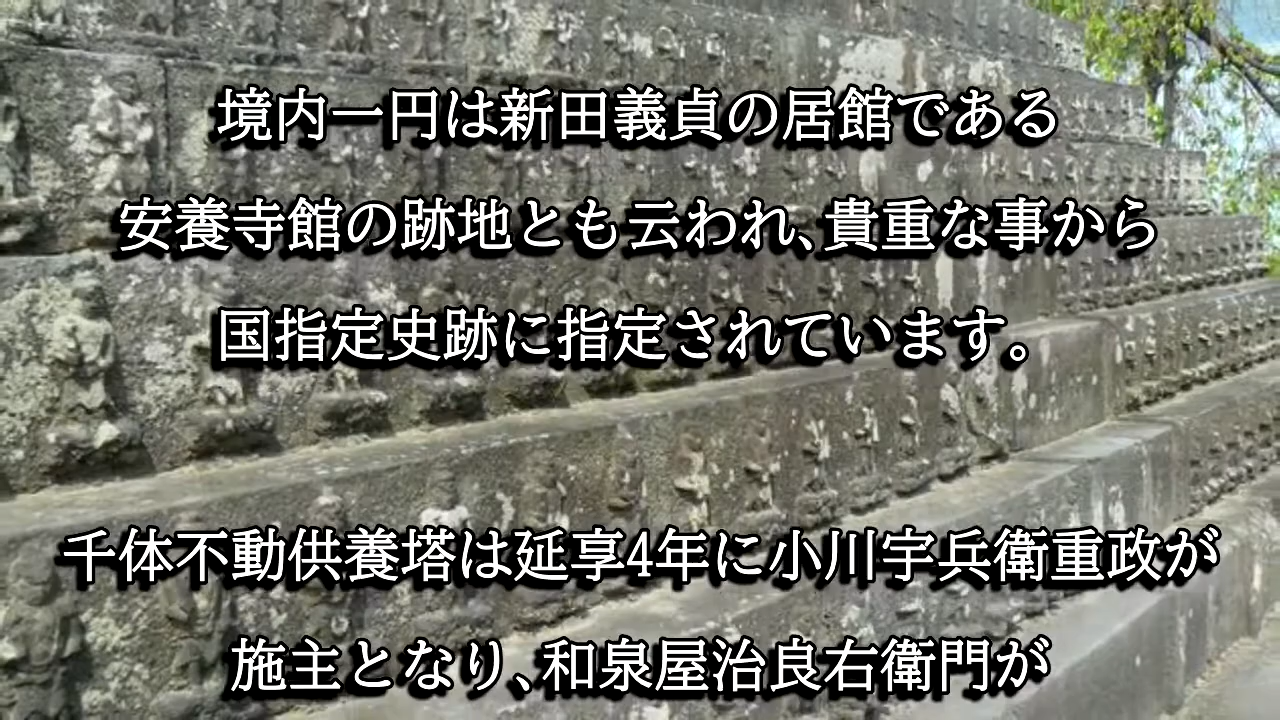 境内一円は新田義貞の居館である
安養寺館の跡地とも云われ、貴重な事から
国指定史跡に指定されています。
千体不動供養塔は延享4年に小川宇兵衛重政が
施主となり、和泉屋治良右衛門が